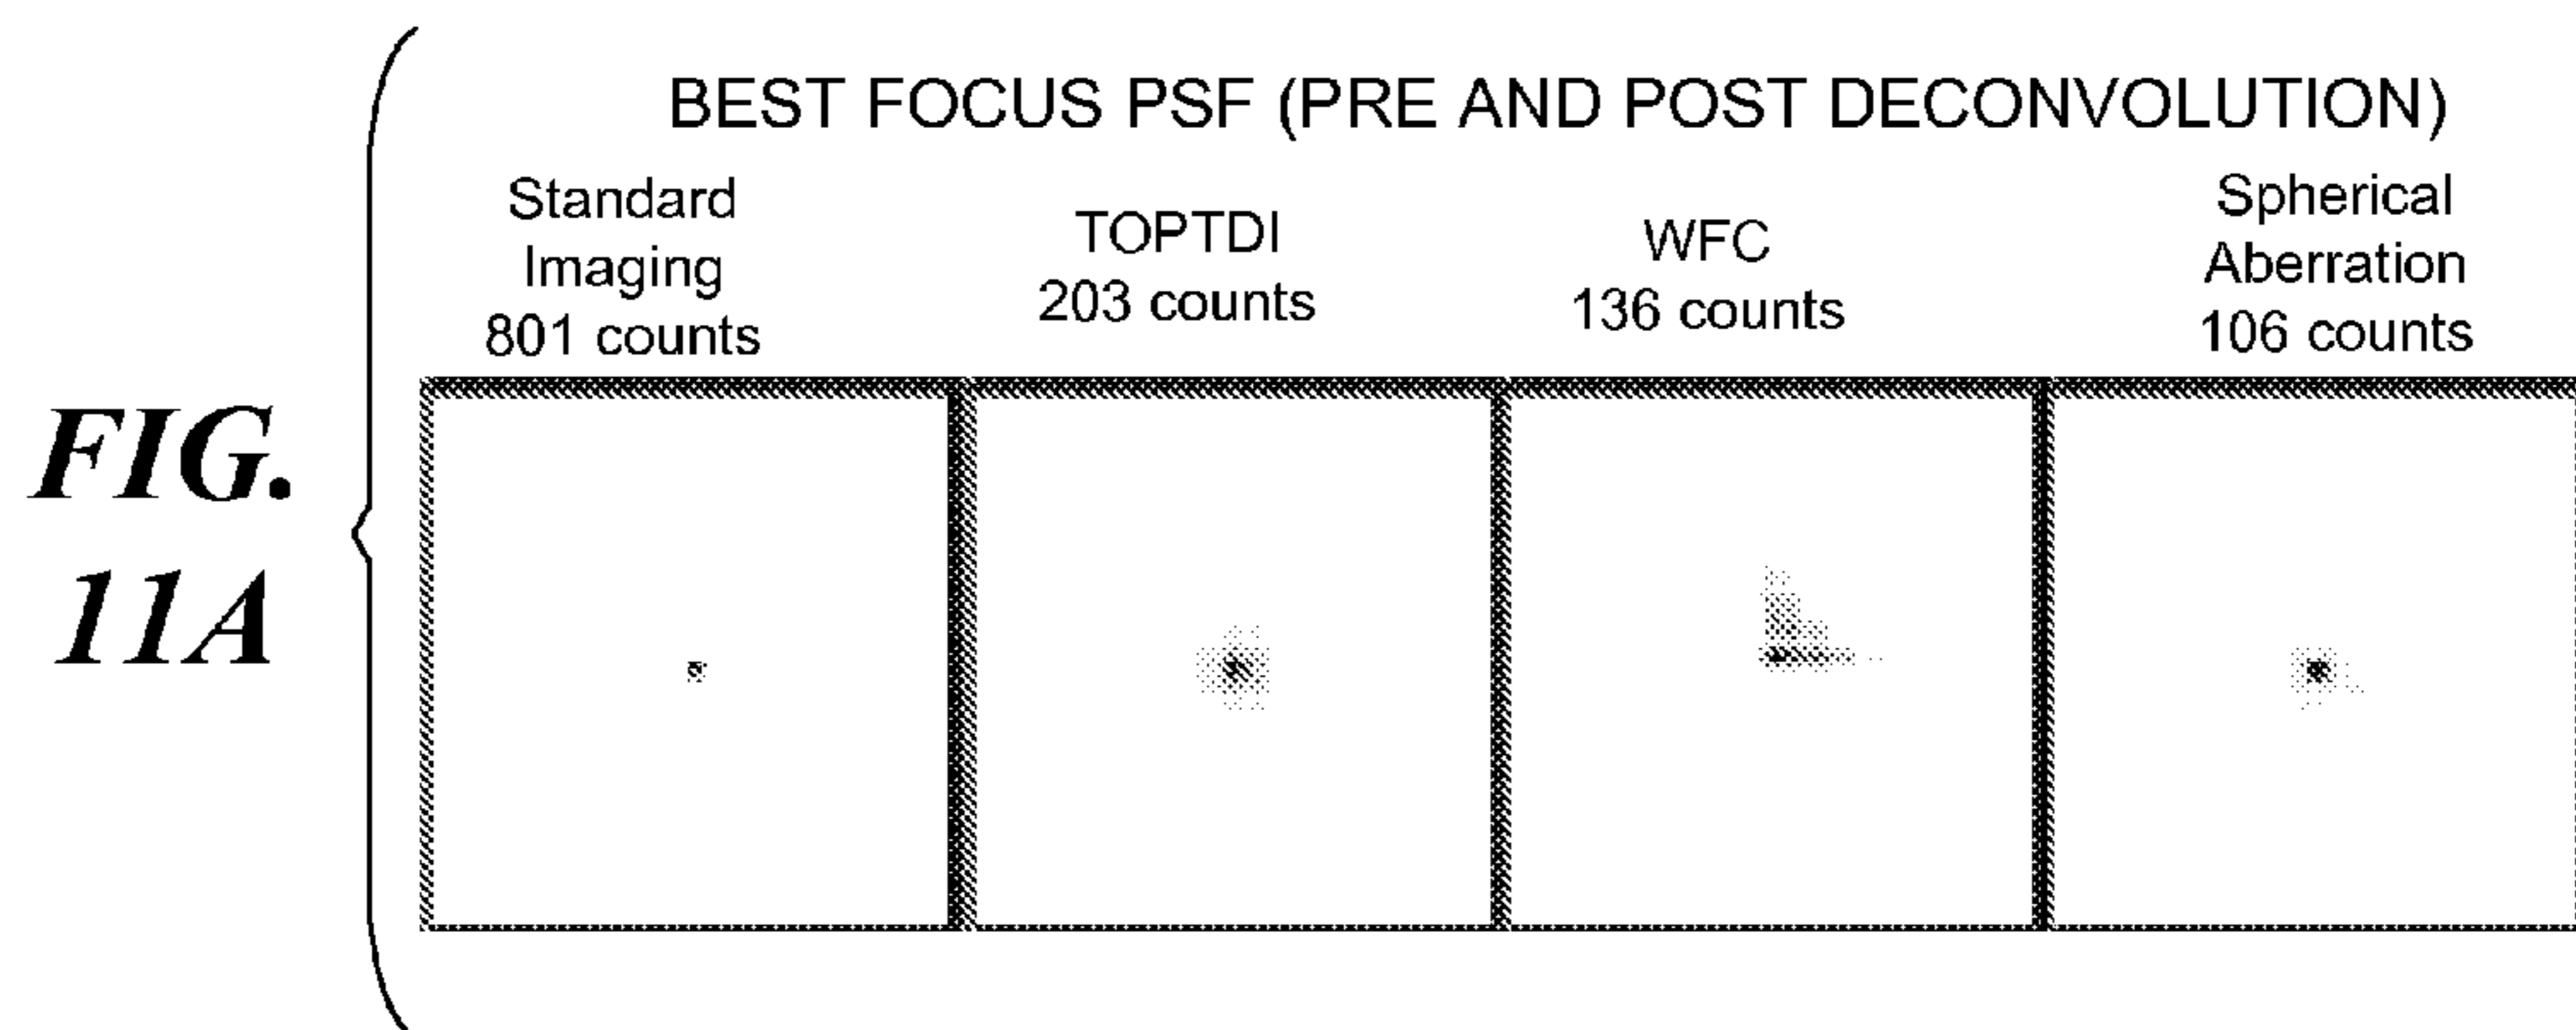 FIG.
11A
BEST FOCUS PSF (PRE AND POST DECONVOLUTION)
Standard
Imaging
801 counts
TOPTDI
203 counts
WFC
136 counts
Spherical
Aberration
106 counts